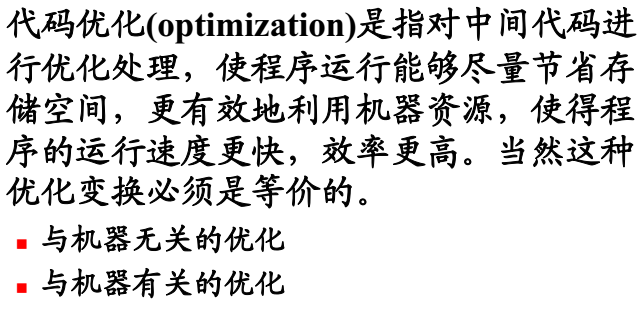 代码优化(optimization)是指对中间代码进
行优化处理，使程序运行能够尽量节省存
储空间，更有效地利用机器资源，使得程
序的运行速度更快，效率更高。当然这种
优化变换必须是等价的。
与机器无关的优化
与机器有关的优化